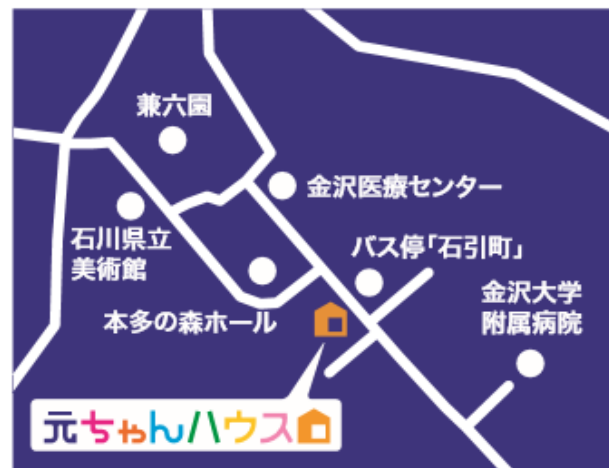 兼六園
金沢医療センター
石川県立
美術館
バス停「石引町」
金沢大学
附属病院
本多の森ホール
元ちゃんハウス